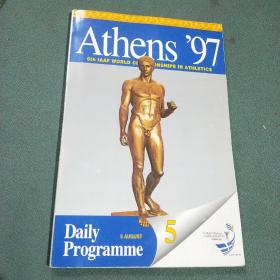 Athens '97
6th IAAF WORLD CHAMPIONSHIPS IN ATHLETICS
Daily
Programme
5 AUGUST
5